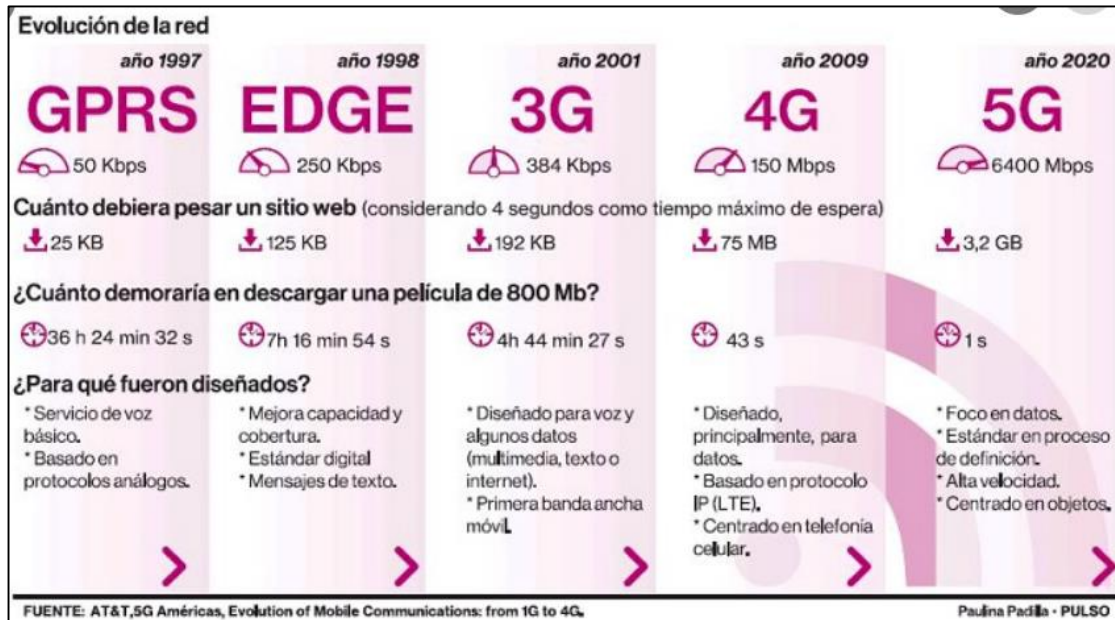 Evolución de la red
año 1997
año 1998
año 2001
año 2009
año 2020
GPRS
EDGE
3G
4G
5G
50 Kbps
250 Kbps
384 Kbps
150 Mbps
6400 Mbps
Cuánto debiera pesar un sitio web (considerando 4 segundos como tiempo máximo de espera)
25 KB
125 KB
192 KB
75 MB
3,2 GB
¿Cuánto demoraría en descargar una película de 800 Mb?
36 h 24 min 32 s
7h 16 min 54 s
4h 44 min 27 s
43 s
1 s
¿Para qué fueron diseñados?
* Servicio de voz
básico.
* Basado en
protocolos análogos.
* Mejora capacidad y
cobertura.
* Estándar digital
* Mensajes de texto.
* Diseñado para voz y
algunos datos
(multimedia, texto o
internet).
* Primera banda ancha
móvil.
* Diseñado,
principalmente, para
datos.
* Basado en protocolo
IP (LTE).
* Centrado en telefonía
celular.
* Foco en datos.
* Estándar en proceso
de definición.
* Alta velocidad.
* Centrado en objetos.
FUENTE: AT&T,5G Américas, Evolution of Mobile Communications: from 1G to 4G.
Paulina Padilla - PULSO